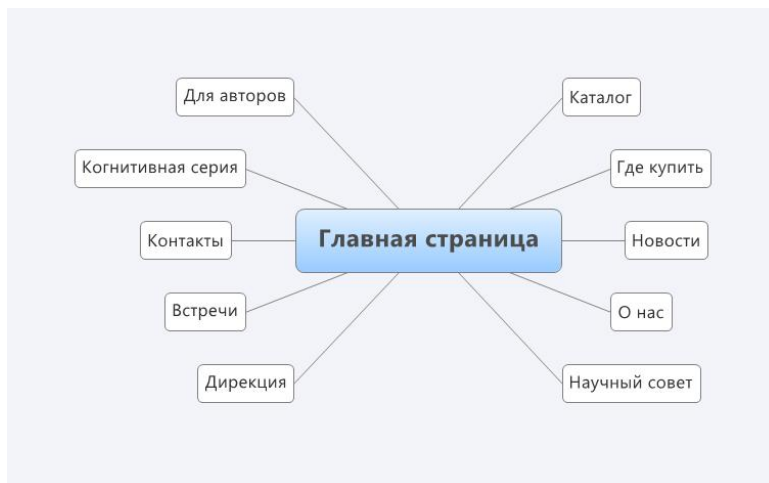 Для авторов
Каталог
Когнитивная серия
Где купить
Контакты
Главная страница
Новости
Встречи
О нас
Дирекция
Научный совет